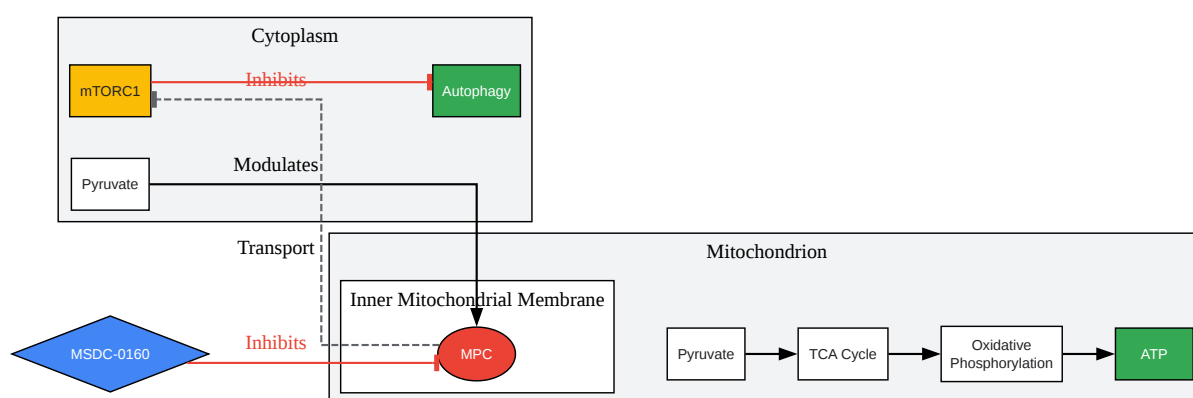 Cytoplasm
mTORC1
Inhibits
Autophagy
Pyruvate
Modulates
Transport
Mitochondrion
Inner Mitochondrial Membrane
MSDC-0160
Inhibits
MPC
Pyruvate
TCA Cycle
Oxidative
Phosphorylation
ATP